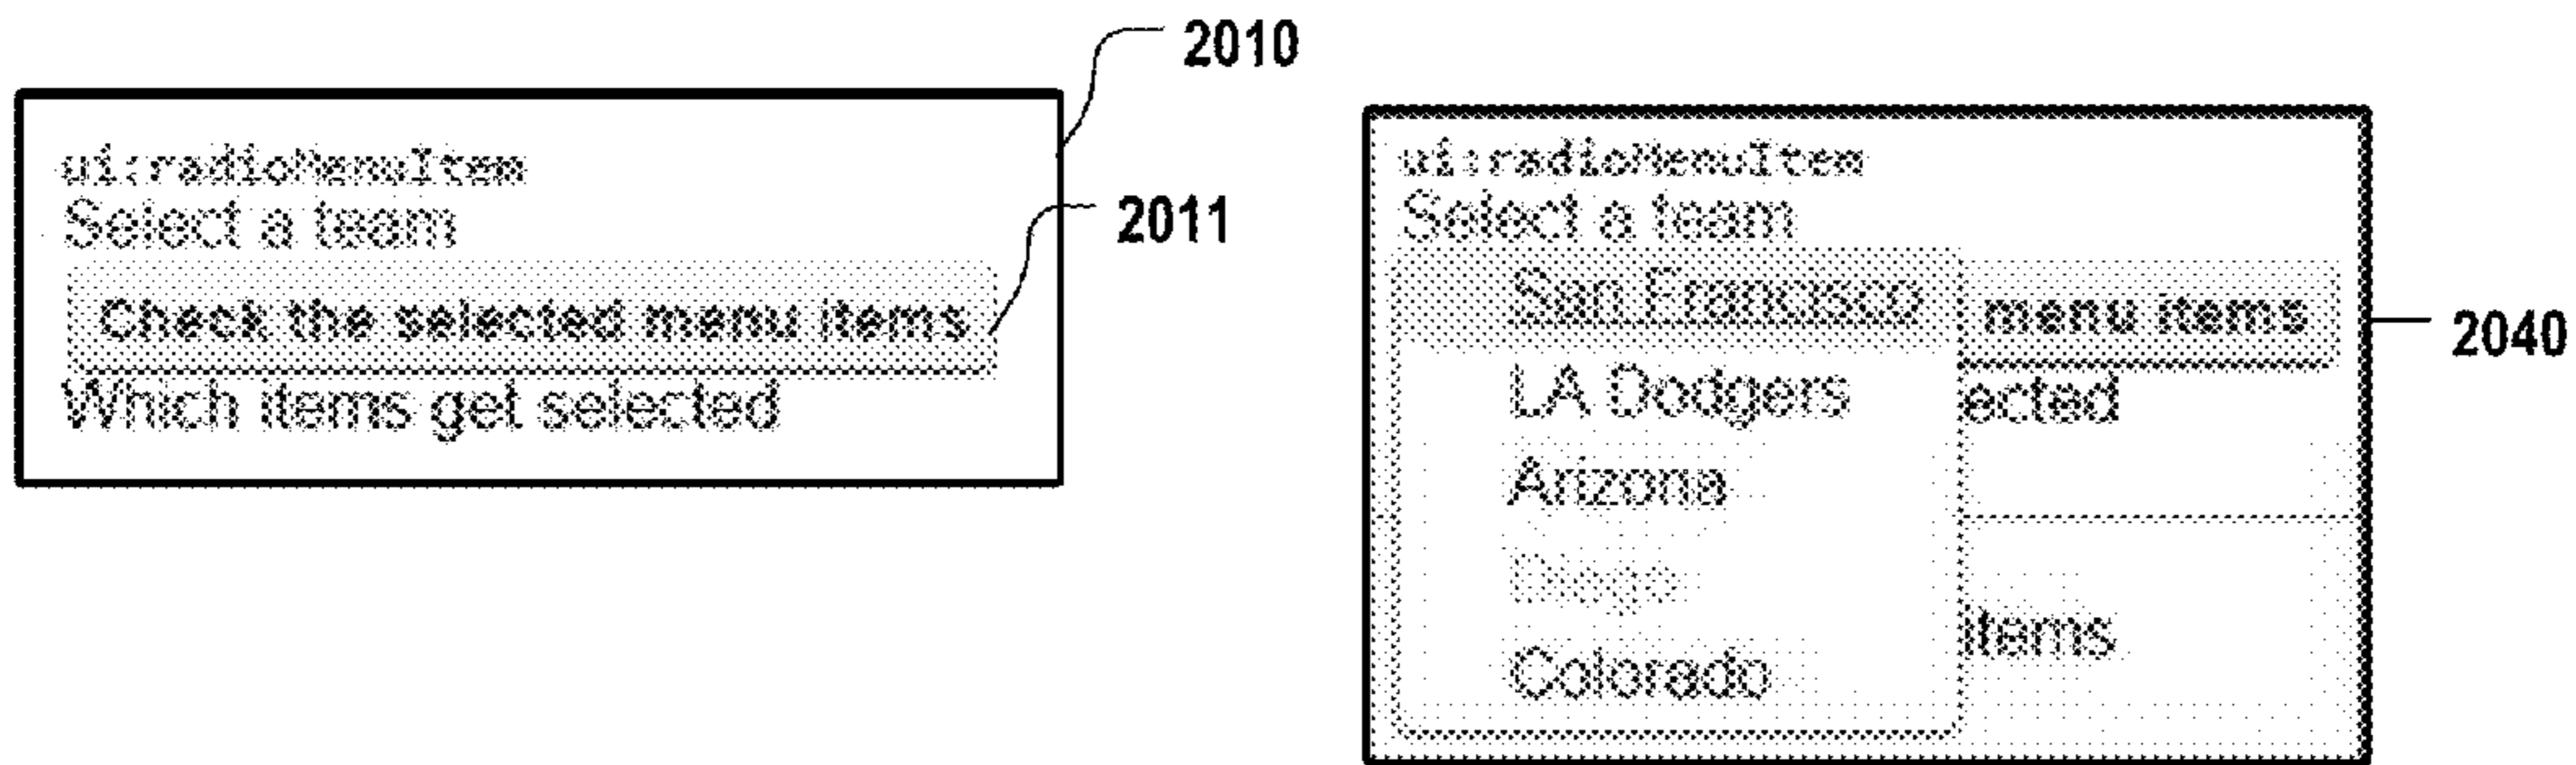 2010
ui:radioMenuItem
Select a team
2011
Check the selected menu items
Which items get selected
ui:radioMenuItem
Select a team
San Francisco
menu items
2040
LA Dodgers
ected
Arizona
Diego
items
Colorado